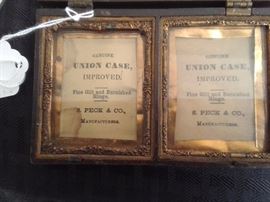 GENUINE
UNION CASE,
IMPROVED.
Fine Gilt and Burnished
Hinge.
S. PECK & CO.,
MANUFACTURERS.
GENUINE
UNION CASE,
IMPROVED.
Fine Gilt and Burnished
Hinge.
S. PECK & CO.,
MANUFACTURERS.